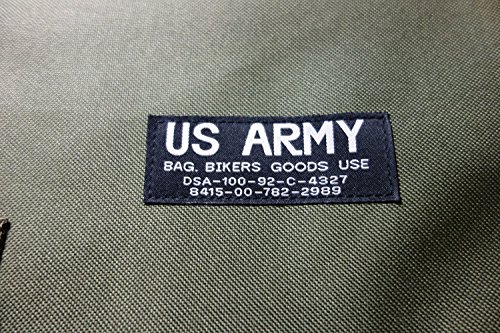 US ARMY
BAG. BIKERS GOODS USE
DSA-100-92-C-4327
8415-00-782-2989